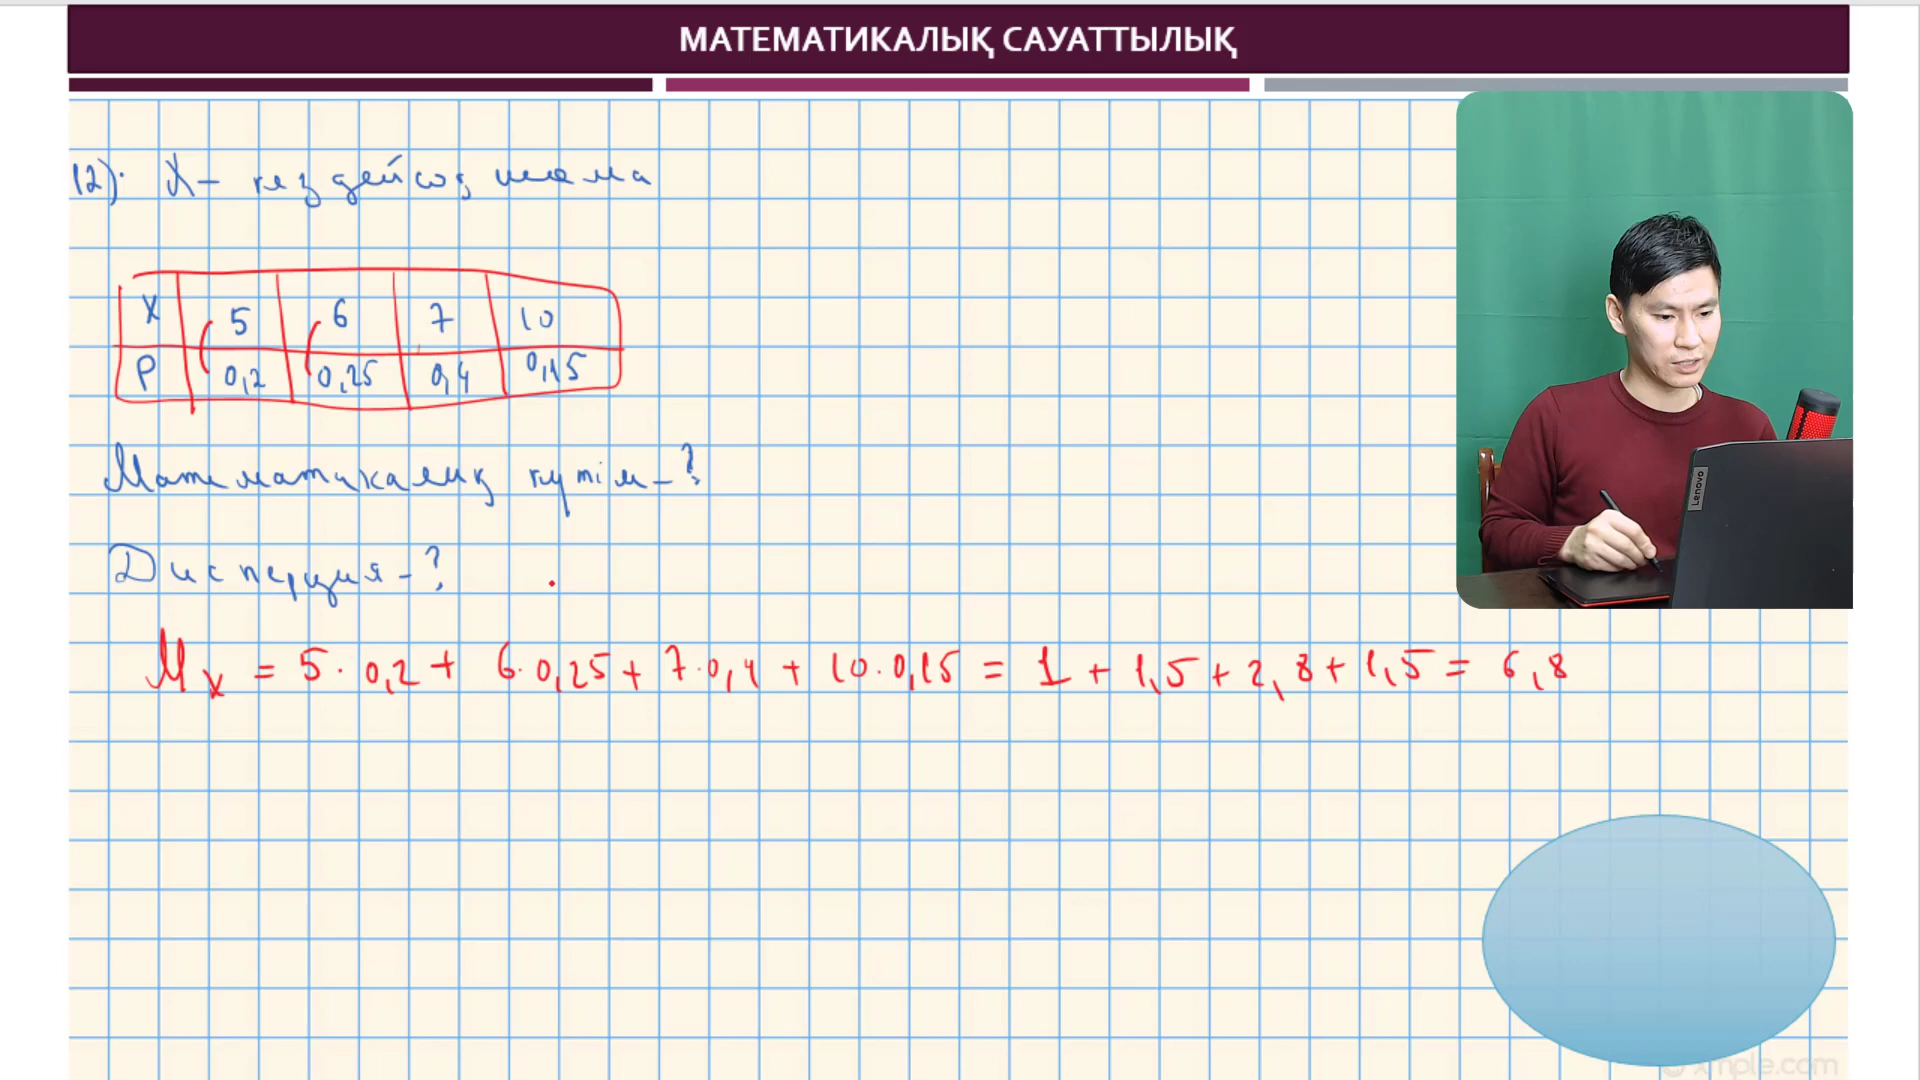 МАТЕМАТИКАЛЫҚ САУАТТЫЛЫҚ
12). X – кездейсоқ шама
X 5 6 7 10
P 0,2 0,25 0,4 0,15
Математикалық күтім – ?
Дисперция – ?
Mx = 5·0,2 + 6·0,25 + 7·0,4 + 10·0,15 = 1 + 1,5 + 2,8 + 1,5 = 6,8
Lenovo